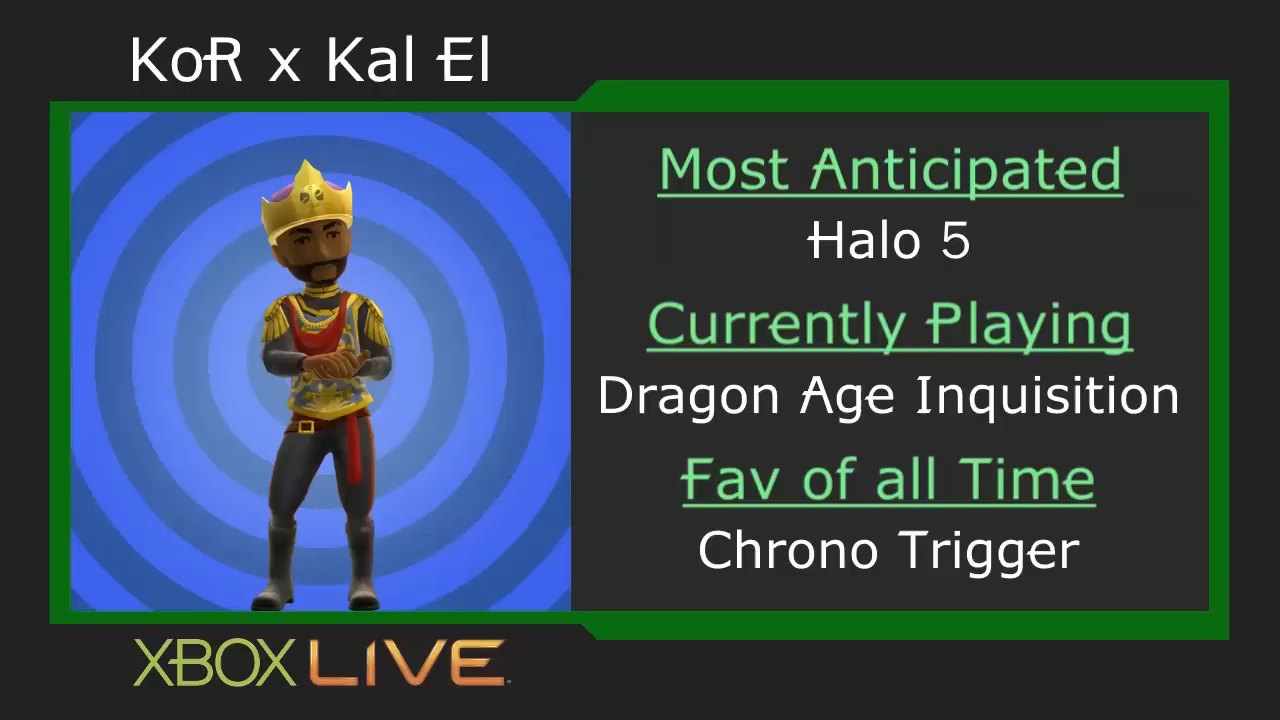 KoR x Kal El
Most Anticipated
Halo 5
Currently Playing
Dragon Age Inquisition
Fav of all Time
Chrono Trigger
XBOX LIVE